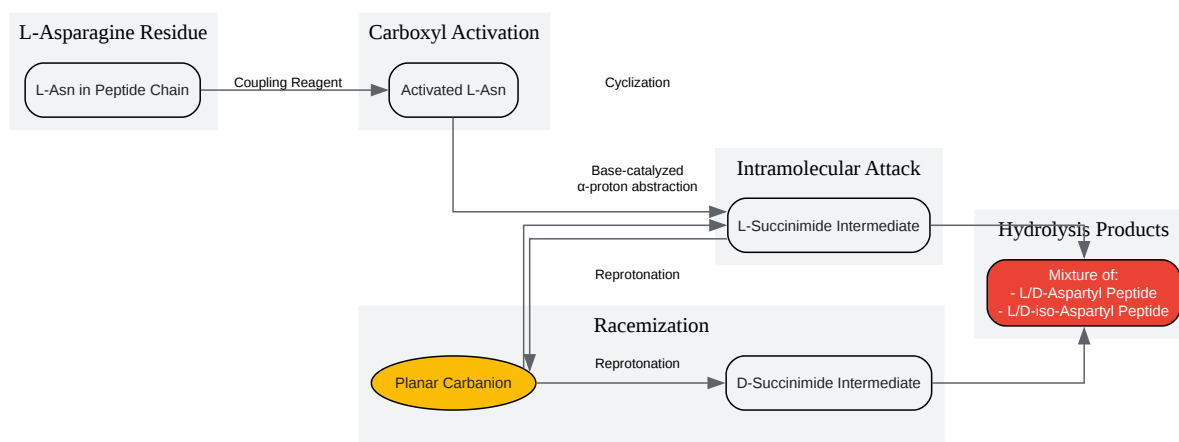 L-Asparagine Residue
L-Asn in Peptide Chain
Coupling Reagent
Carboxyl Activation
Activated L-Asn
Cyclization
Base-catalyzed
α-proton abstraction
Intramolecular Attack
L-Succinimide Intermediate
Hydrolysis Products
Mixture of:
- L/D-Aspartyl Peptide
- L/D-iso-Aspartyl Peptide
Reprotonation
Racemization
Planar Carbanion
Reprotonation
D-Succinimide Intermediate